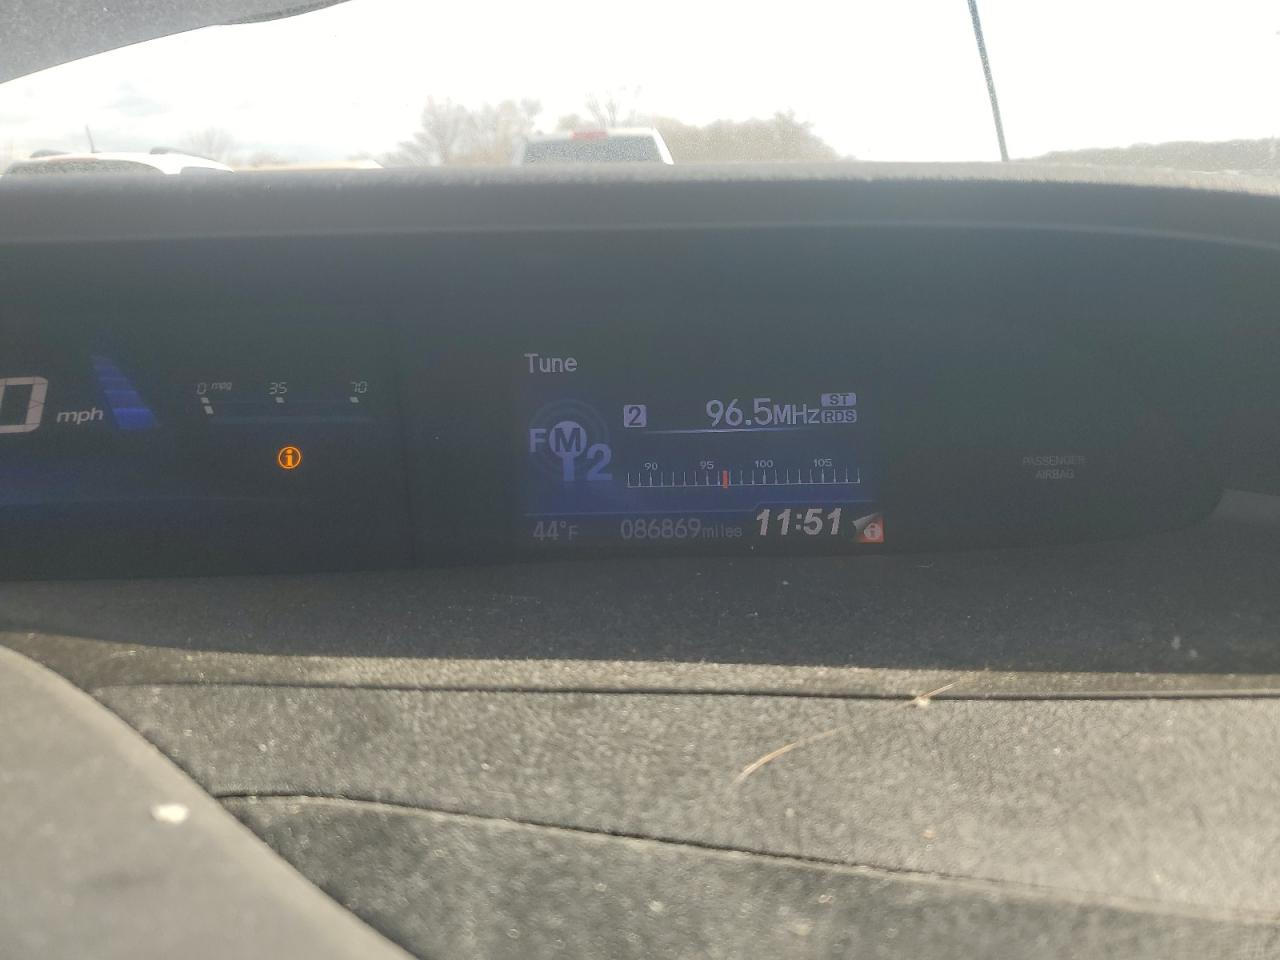 Tune
0 mph
0 mpg 35 70
FM 2
2 96.5MHz ST RDS
90 95 100 105
PASSENGER
AIRBAG
44°F 086869miles 11:51